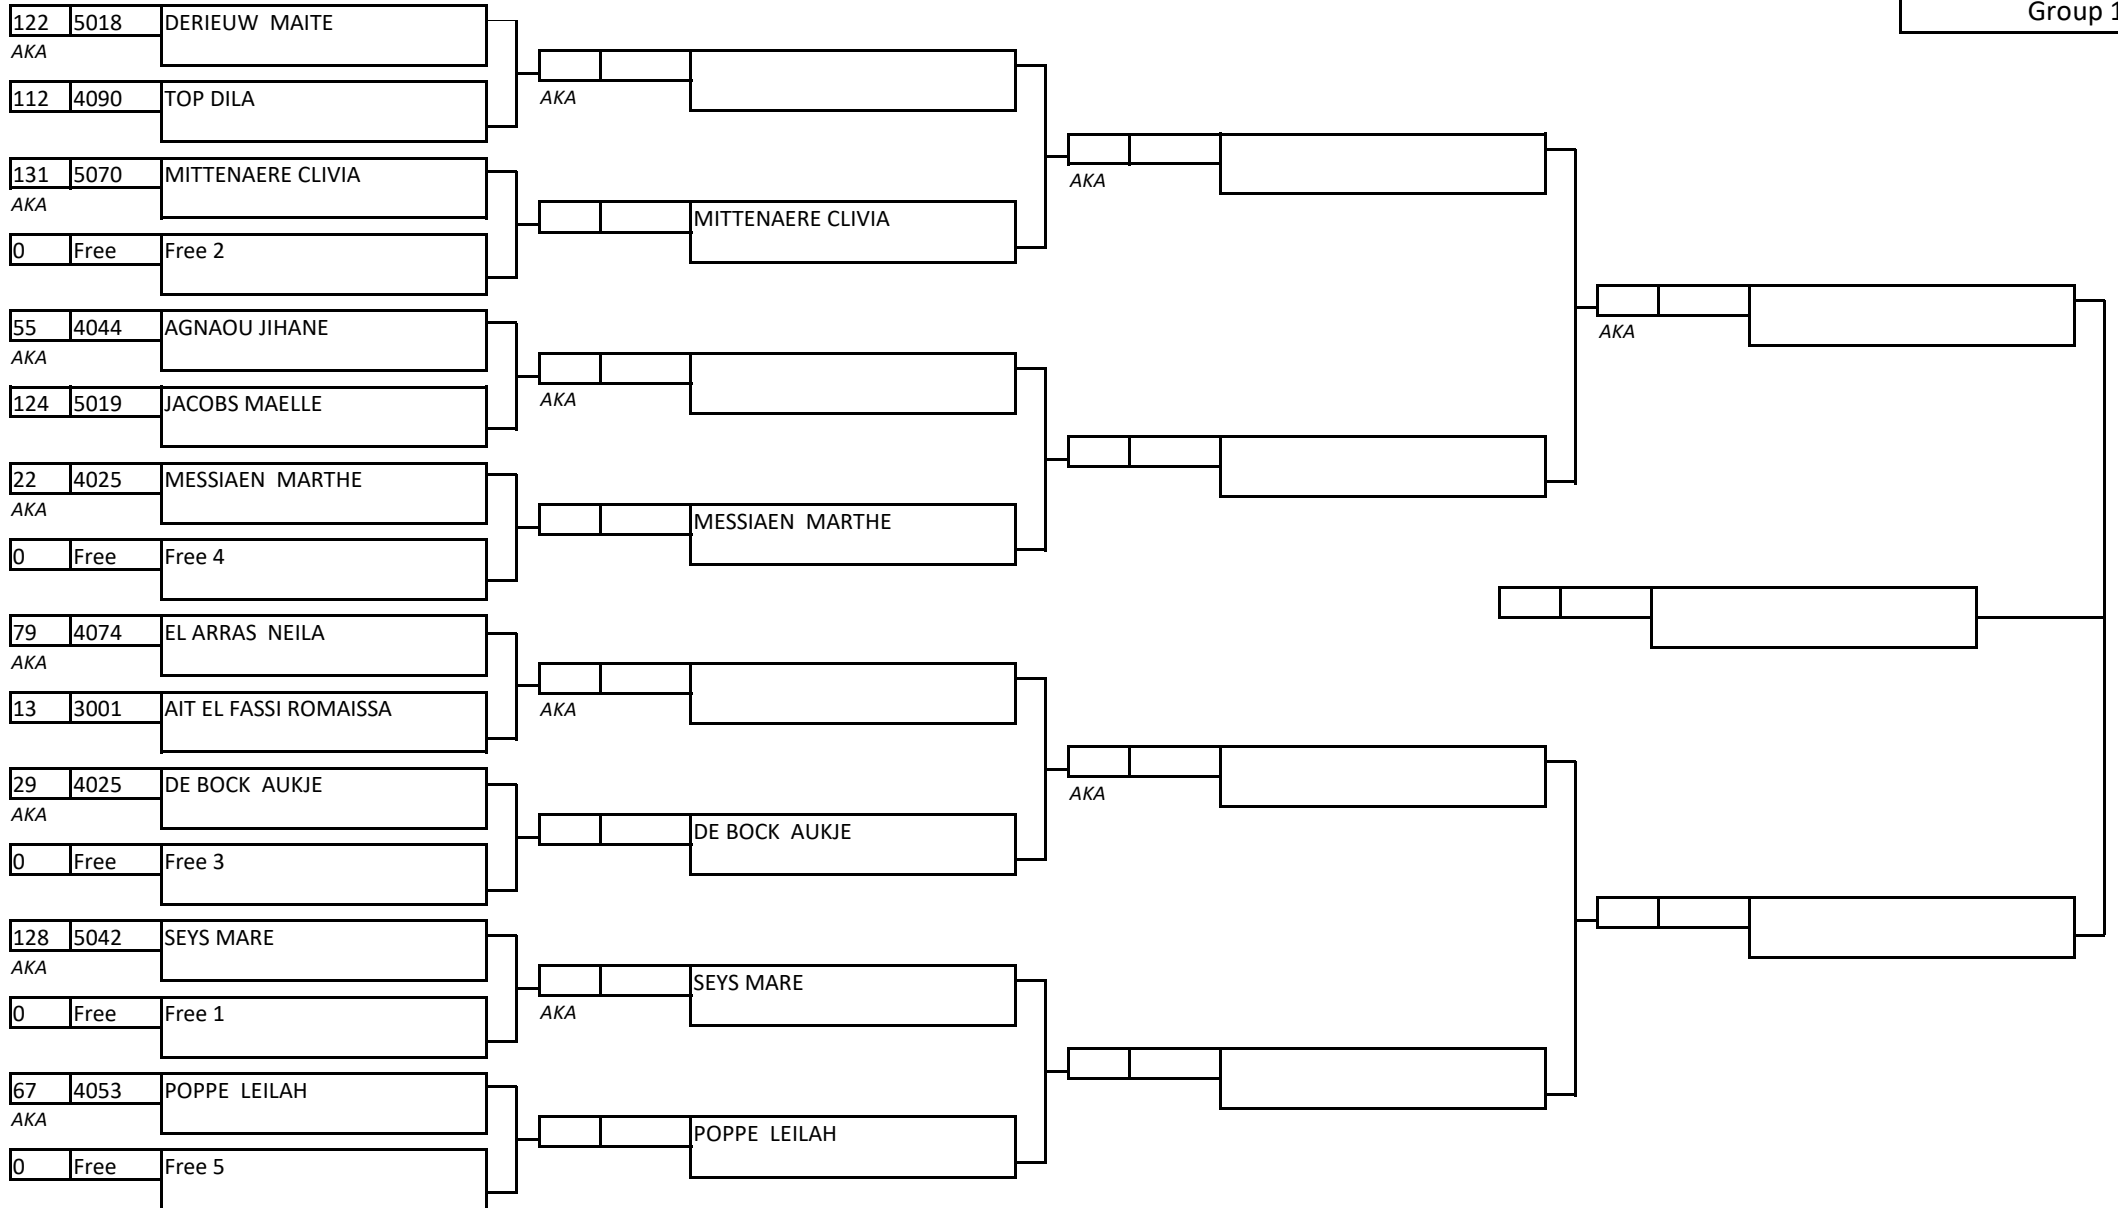 Group 1
122 5018 DERIEUW  MAITE
AKA
AKA
112 4090 TOP DILA
AKA
131 5070 MITTENAERE CLIVIA
AKA
MITTENAERE CLIVIA
0 Free Free 2
55 4044 AGNAOU JIHANE
AKA
AKA
124 5019 JACOBS MAELLE
AKA
22 4025 MESSIAEN  MARTHE
AKA
MESSIAEN  MARTHE
0 Free Free 4
79 4074 EL ARRAS  NEILA
AKA
13 3001 AIT EL FASSI ROMAISSA
AKA
29 4025 DE BOCK  AUKJE
AKA
AKA
DE BOCK  AUKJE
0 Free Free 3
128 5042 SEYS MARE
AKA
SEYS MARE
0 Free Free 1
AKA
67 4053 POPPE  LEILAH
AKA
POPPE  LEILAH
0 Free Free 5